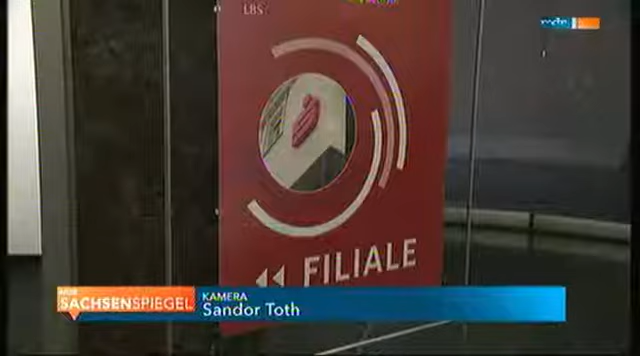 LBS
mdr
FILIALE
MDR
SACHSENSPIEGEL
KAMERA
Sandor Toth